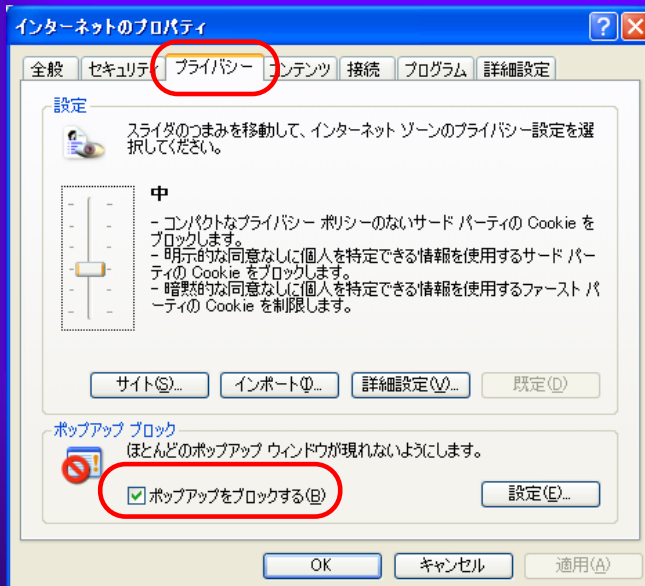 インターネットのプロパティ
全般 セキュリティ プライバシー コンテンツ 接続 プログラム 詳細設定
設定
スライダのつまみを移動して、インターネット ゾーンのプライバシー設定を選
択してください。
中
- コンパクトなプライバシー ポリシーのないサード パーティの Cookie を
ブロックします。
- 明示的な同意なしに個人を特定できる情報を使用するサード パー
ティの Cookie をブロックします。
- 暗黙的な同意なしに個人を特定できる情報を使用するファースト パ
ーティの Cookie を制限します。
サイト(S)... インポート(I)... 詳細設定(V)... 既定(D)
ポップアップ ブロック
ほとんどのポップアップ ウィンドウが現れないようにします。
ポップアップをブロックする(B) 設定(E)...
OK キャンセル 適用(A)